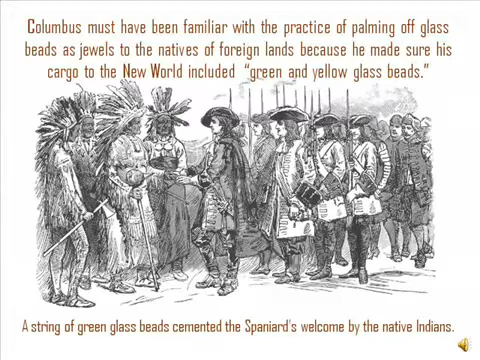 Columbus must have been familiar with the practice of palming off glass
beads as jewels to the natives of foreign lands because he made sure his
cargo to the New World included "green and yellow glass beads."
A string of green glass beads cemented the Spaniard's welcome by the native Indians.